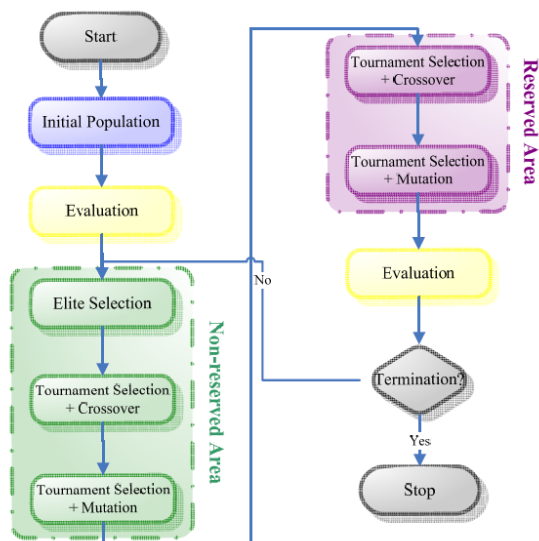 Start
Initial Population
Evaluation
Elite Selection
Tournament Selection
+ Crossover
Tournament Selection
+ Mutation
Non-reserved Area
Tournament Selection
+ Crossover
Tournament Selection
+ Mutation
Reserved Area
Evaluation
Termination?
No
Yes
Stop